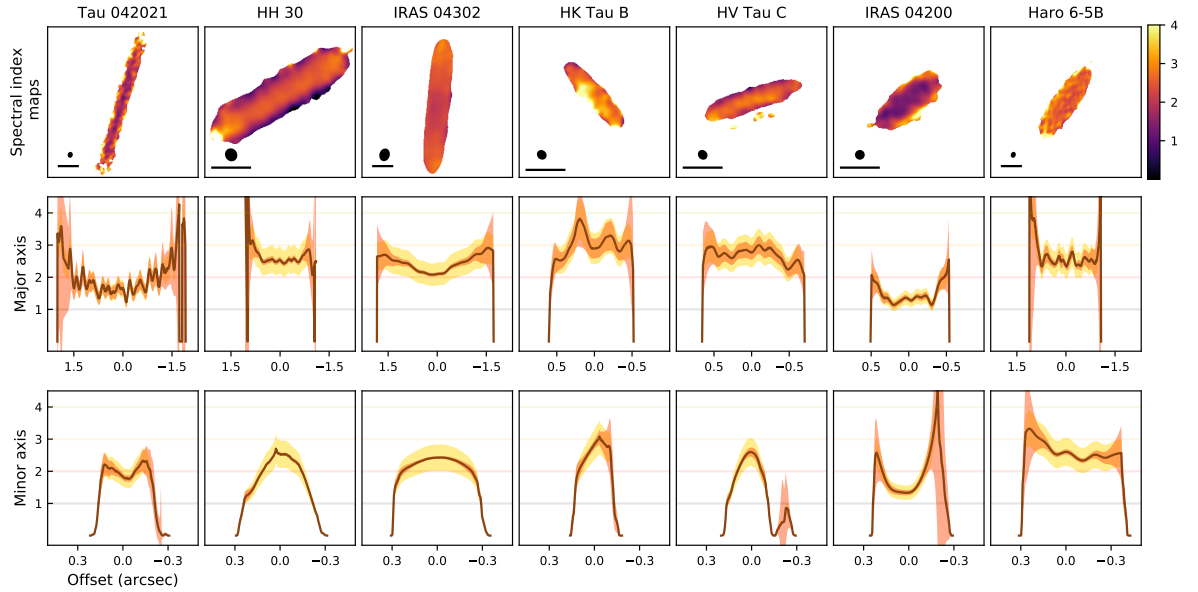 Tau 042021 HH 30 IRAS 04302 HK Tau B HV Tau C IRAS 04200 Haro 6-5B
Spectral index
maps
4
3
2
1
Major axis
4
3
2
1
1.5 0.0 −1.5 1.5 0.0 −1.5 1.5 0.0 −1.5 0.5 0.0 −0.5 0.5 0.0 −0.5 0.5 0.0 −0.5 1.5 0.0 −1.5
Minor axis
4
3
2
1
0.3 0.0 −0.3 0.3 0.0 −0.3 0.3 0.0 −0.3 0.3 0.0 −0.3 0.3 0.0 −0.3 0.3 0.0 −0.3 0.3 0.0 −0.3
Offset (arcsec)